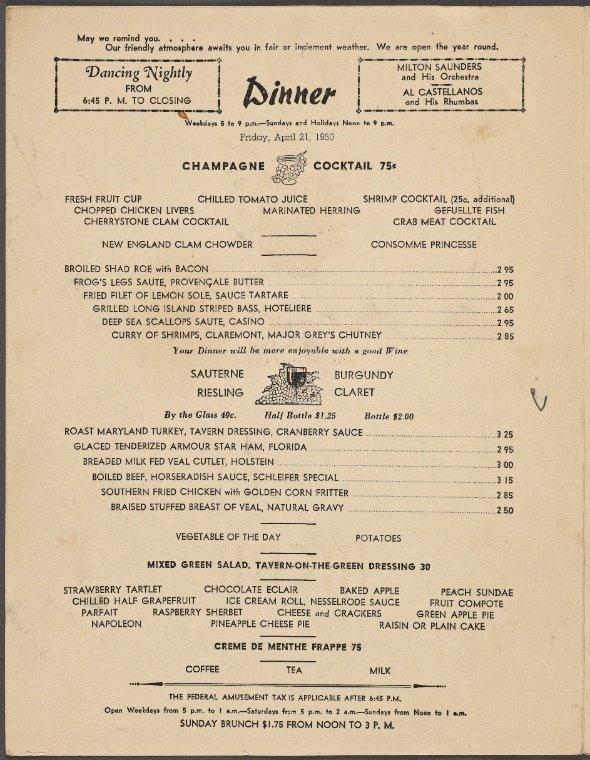 May we remind you. . . . .
Our friendly atmosphere awaits you in fair or inclement weather. We are open the year round.
Dancing Nightly
FROM
6:45 P. M. TO CLOSING
Dinner
MILTON SAUNDERS
and His Orchestra
AL CASTELLANOS
and His Rhumbas
Weekdays 5 to 9 p.m.—Sundays and Holidays Noon to 9 p.m.
Friday, April 21, 1950
CHAMPAGNE COCKTAIL 75¢
FRESH FRUIT CUP CHILLED TOMATO JUICE SHRIMP COCKTAIL (25c. additional)
CHOPPED CHICKEN LIVERS MARINATED HERRING GEFUELLTE FISH
CHERRYSTONE CLAM COCKTAIL CRAB MEAT COCKTAIL
NEW ENGLAND CLAM CHOWDER CONSOMME PRINCESSE
BROILED SHAD ROE with BACON 2 95
FROG'S LEGS SAUTE, PROVENÇALE BUTTER 2 95
FRIED FILET OF LEMON SOLE, SAUCE TARTARE 2 00
GRILLED LONG ISLAND STRIPED BASS, HOTELIERE 2 65
DEEP SEA SCALLOPS SAUTE, CASINO 2 95
CURRY OF SHRIMPS, CLAREMONT, MAJOR GREY'S CHUTNEY 2 85
Your Dinner will be more enjoyable with a good Wine
SAUTERNE BURGUNDY
RIESLING CLARET
By the Glass 40c. Half Bottle $1.25 Bottle $2.00
ROAST MARYLAND TURKEY, TAVERN DRESSING, CRANBERRY SAUCE 3 25
GLACED TENDERIZED ARMOUR STAR HAM, FLORIDA 2 95
BREADED MILK FED VEAL CUTLET, HOLSTEIN 3 00
BOILED BEEF, HORSERADISH SAUCE, SCHLEIFER SPECIAL 3 15
SOUTHERN FRIED CHICKEN with GOLDEN CORN FRITTER 2 85
BRAISED STUFFED BREAST OF VEAL, NATURAL GRAVY 2 50
VEGETABLE OF THE DAY POTATOES
MIXED GREEN SALAD, TAVERN-ON-THE-GREEN DRESSING 30
STRAWBERRY TARTLET CHOCOLATE ECLAIR BAKED APPLE PEACH SUNDAE
CHILLED HALF GRAPEFRUIT ICE CREAM ROLL, NESSELRODE SAUCE FRUIT COMPOTE
PARFAIT RASPBERRY SHERBET CHEESE and CRACKERS GREEN APPLE PIE
NAPOLEON PINEAPPLE CHEESE PIE RAISIN OR PLAIN CAKE
CREME DE MENTHE FRAPPE 75
COFFEE TEA MILK
THE FEDERAL AMUSEMENT TAX IS APPLICABLE AFTER 6:45 P.M.
Open Weekdays from 5 p.m. to 1 a.m.—Saturdays from 5 p.m. to 2 a.m.—Sundays from Noon to 1 a.m.
SUNDAY BRUNCH $1.75 FROM NOON TO 3 P. M.